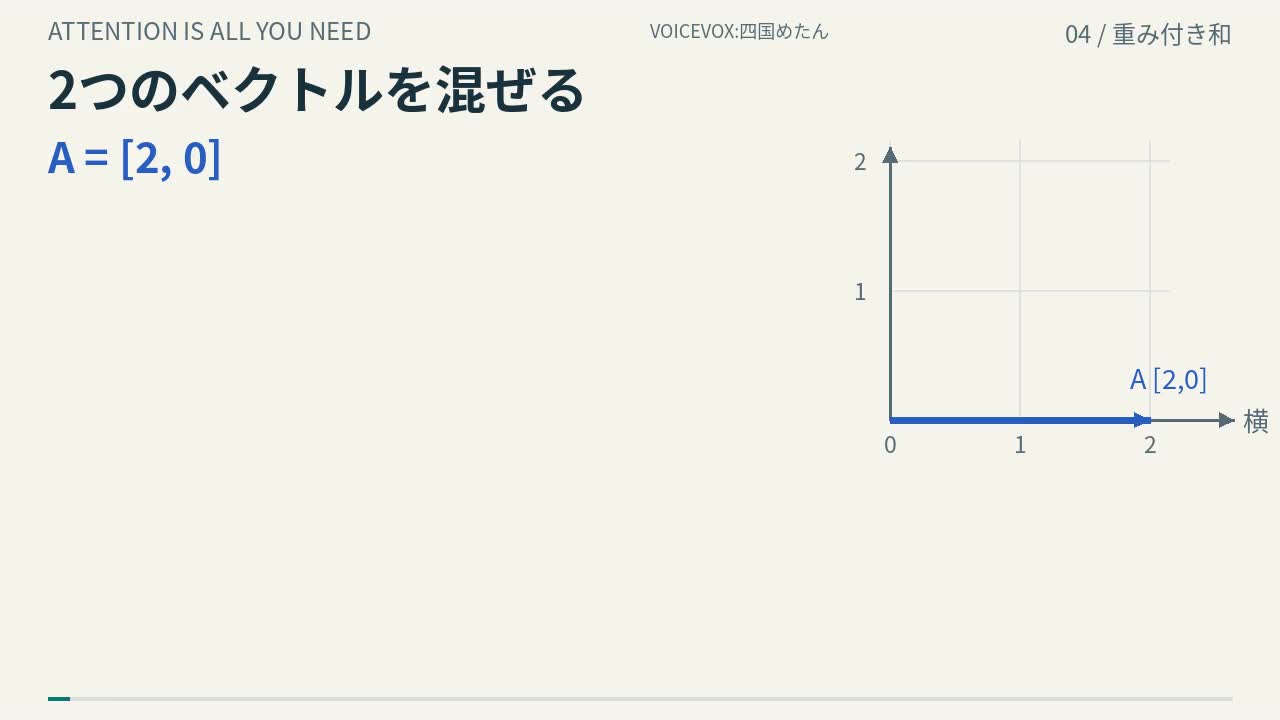 ATTENTION IS ALL YOU NEED
VOICEVOX:四国めたん
04 / 重み付き和
2つのベクトルを混ぜる
A = [2, 0]
2
1
A [2,0]
横
0
1
2